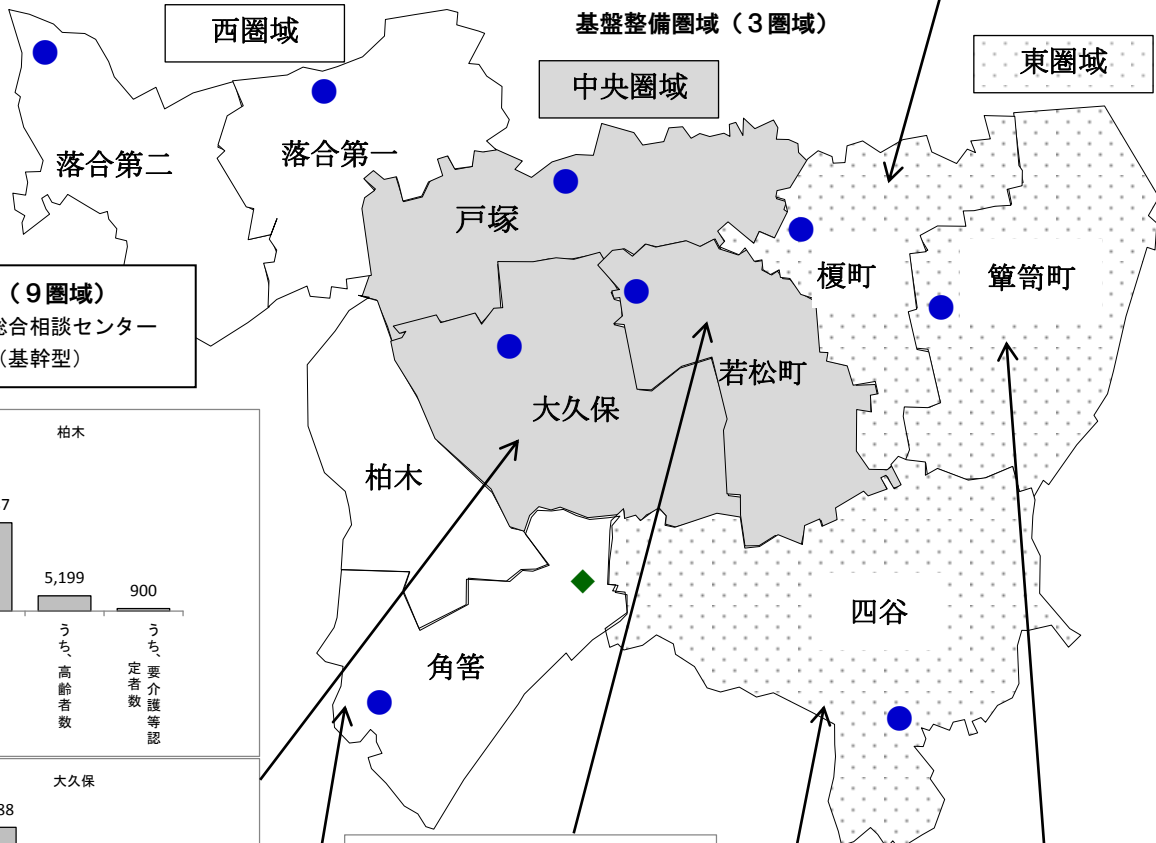 基盤整備圏域（３圏域）
西圏域
中央圏域
東圏域
落合第二
落合第一
戸塚
榎町
簞笥町
若松町
大久保
柏木
角筈
四谷
（９圏域）
総合相談センター
（基幹型）
柏木
7
5,199
900
うち、高齢者数
うち、要介護等認
定者数
大久保
88